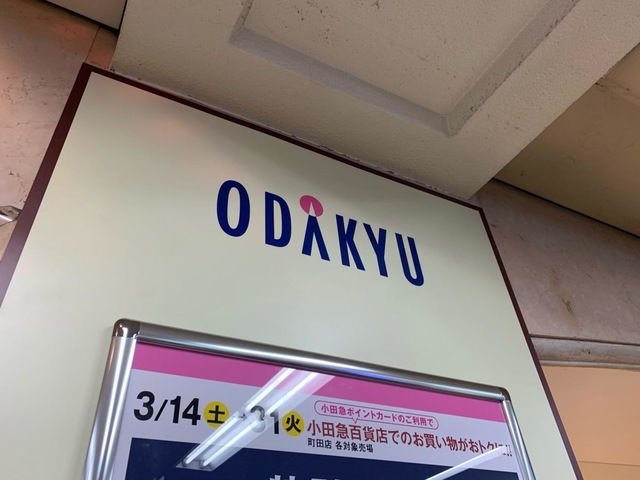 ODAKYU
小田急ポイントカードのご利用で
3/14土 31火
小田急百貨店でのお買い物がおトクに!!
町田店 各対象売場